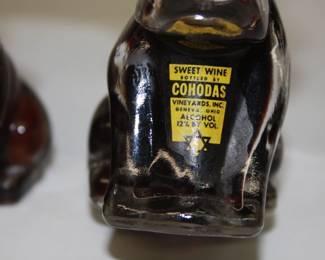 SWEET WINE
BOTTLED BY
COHODAS
VINEYARDS, INC.
GENEVA, OHIO
ALCOHOL
12% BY VOL.